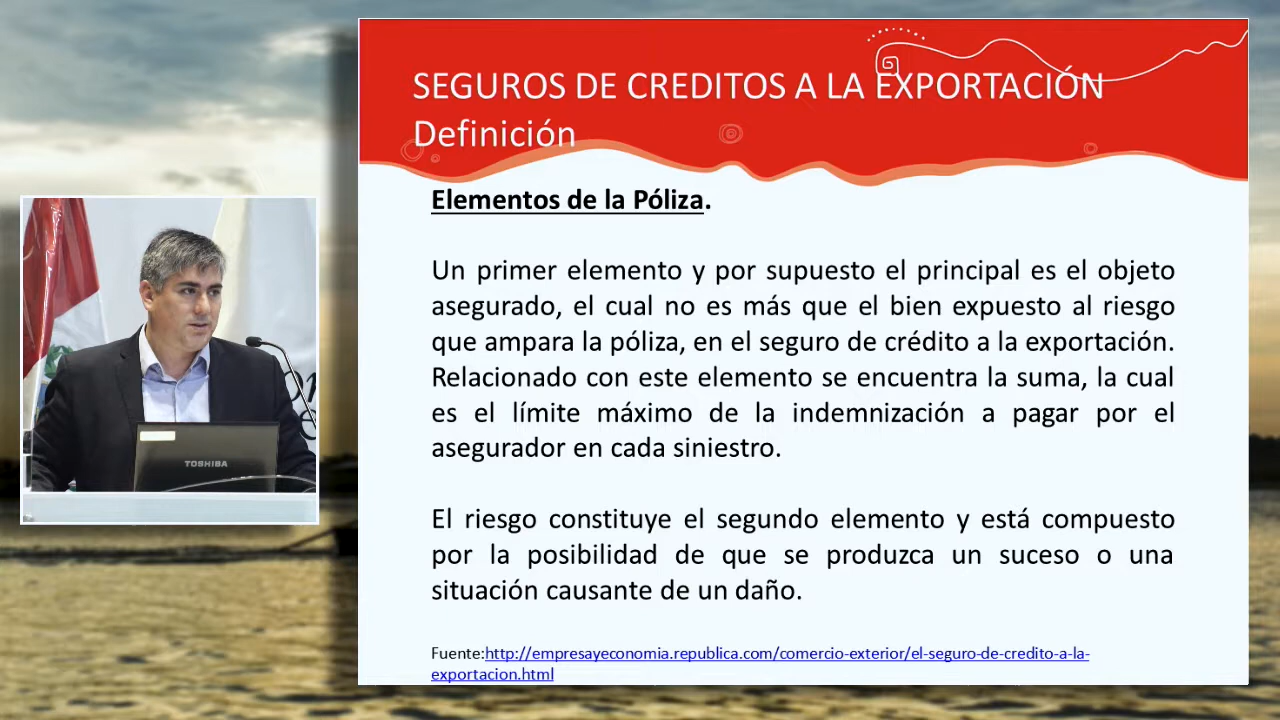 SEGUROS DE CREDITOS A LA EXPORTACIÓN
Definición
Elementos de la Póliza.
Un primer elemento y por supuesto el principal es el objeto
asegurado, el cual no es más que el bien expuesto al riesgo
que ampara la póliza, en el seguro de crédito a la exportación.
Relacionado con este elemento se encuentra la suma, la cual
es el límite máximo de la indemnización a pagar por el
asegurador en cada siniestro.
El riesgo constituye el segundo elemento y está compuesto
por la posibilidad de que se produzca un suceso o una
situación causante de un daño.
Fuente:http://empresayeconomia.republica.com/comercio-exterior/el-seguro-de-credito-a-la-
exportacion.html
TOSHIBA